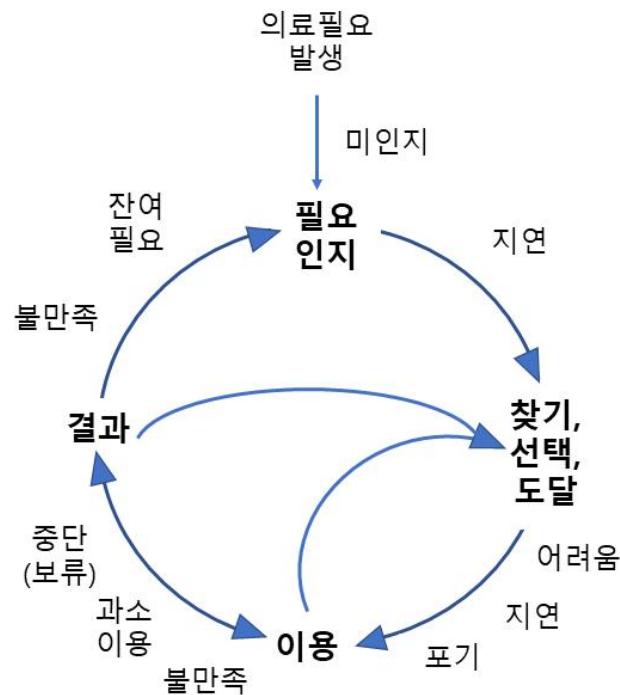 의료필요
발생
미인지
필요
인지
지연
찾기,
선택,
도달
어려움
지연
포기
이용
불만족
과소
이용
중단
(보류)
결과
불만족
잔여
필요